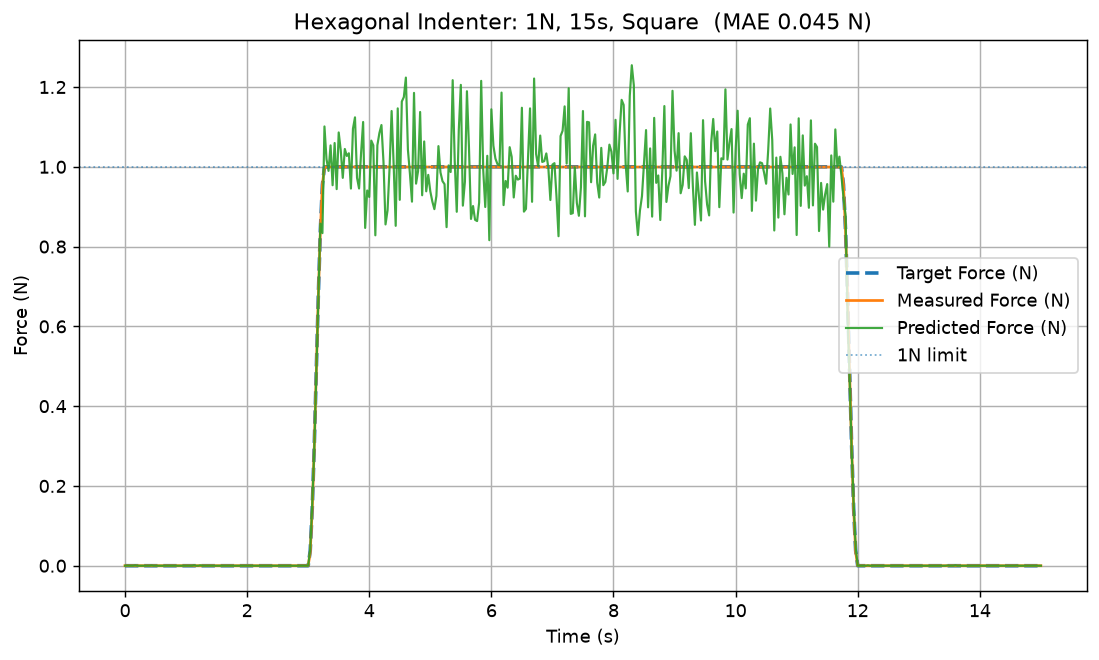 Hexagonal Indenter: 1N, 15s, Square (MAE 0.045 N)
1.2
1.0
0.8
0.6
0.4
0.2
0.0
Force (N)
Target Force (N)
Measured Force (N)
Predicted Force (N)
1N limit
0 2 4 6 8 10 12 14
Time (s)